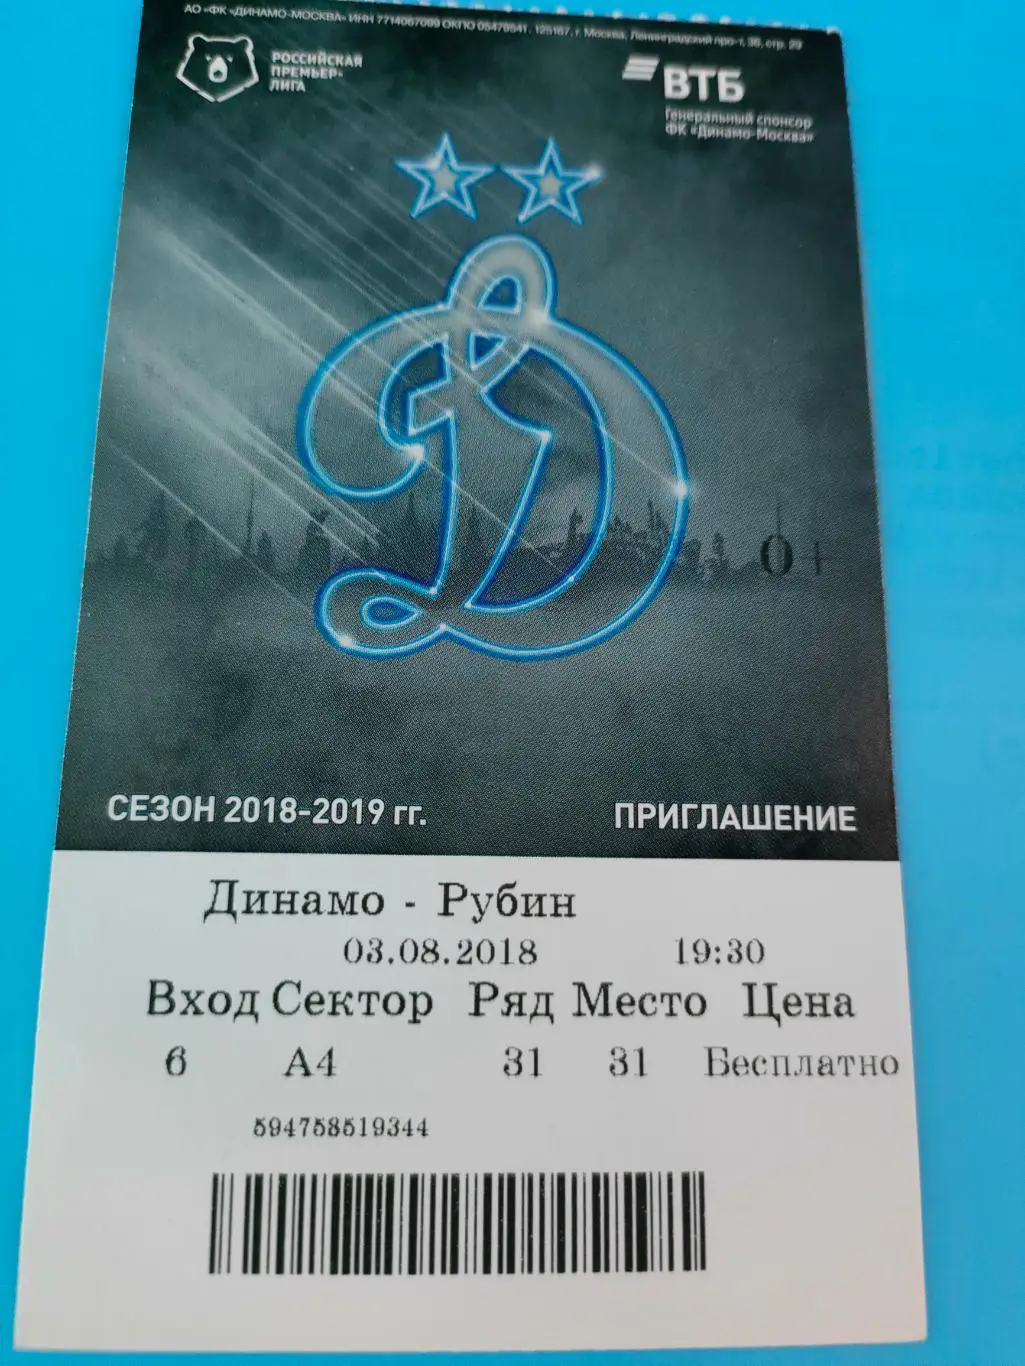 АО «ФК «ДИНАМО-МОСКВА» ИНН 7714067099 ОКПО 05479541, 125167, г. Москва, Ленинградский про-т, 36, стр. 29
РОССИЙСКАЯ
ПРЕМЬЕР-
ЛИГА
ВТБ
Генеральный спонсор
ФК «Динамо-Москва»
0+
СЕЗОН 2018-2019 гг. ПРИГЛАШЕНИЕ
Динамо - Рубин
03.08.2018 19:30
Вход Сектор Ряд Место Цена
6 А4 31 31 Бесплатно
594758519344